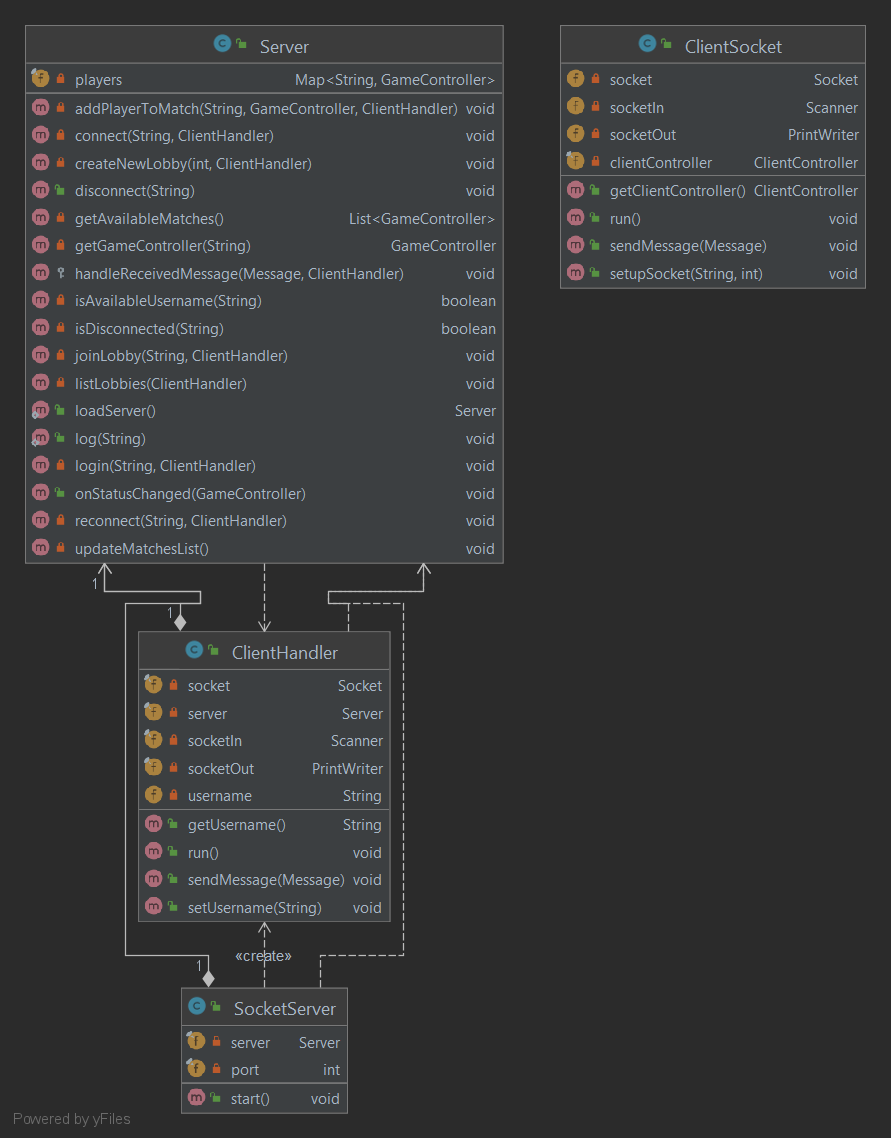 Server
players Map<String, GameController>
addPlayerToMatch(String, GameController, ClientHandler) void
connect(String, ClientHandler) void
createNewLobby(int, ClientHandler) void
disconnect(String) void
getAvailableMatches() List<GameController>
getGameController(String) GameController
handleReceivedMessage(Message, ClientHandler) void
isAvailableUsername(String) boolean
isDisconnected(String) boolean
joinLobby(String, ClientHandler) void
listLobbies(ClientHandler) void
loadServer() Server
log(String) void
login(String, ClientHandler) void
onStatusChanged(GameController) void
reconnect(String, ClientHandler) void
updateMatchesList() void
ClientSocket
socket Socket
socketIn Scanner
socketOut PrintWriter
clientController ClientController
getClientController() ClientController
run() void
sendMessage(Message) void
setupSocket(String, int) void
1
1
ClientHandler
socket Socket
server Server
socketIn Scanner
socketOut PrintWriter
username String
getUsername() String
run() void
sendMessage(Message) void
setUsername(String) void
«create»
1
SocketServer
server Server
port int
start() void
Powered by yFiles